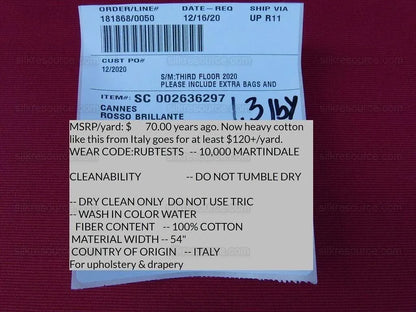 ORDER/LINE# DATE—REQ SHIP VIA
181868/0050 12/16/20 UP R11
CUST PO#
12/2020
S/M:THIRD FLOOR 2020
PLEASE INCLUDE EXTRA BAGS AND
ITEM#: SC 002636297
CANNES
ROSSO BRILLANTE
1.3 lby
MSRP/yard: $ 70.00 years ago. Now heavy cotton
like this from Italy goes for at least $120+/yard.
WEAR CODE:RUBTESTS -- 10,000 MARTINDALE
CLEANABILITY -- DO NOT TUMBLE DRY
-- DRY CLEAN ONLY DO NOT USE TRIC
-- WASH IN COLOR WATER
FIBER CONTENT -- 100% COTTON
MATERIAL WIDTH -- 54"
COUNTRY OF ORIGIN -- ITALY
For upholstery & drapery
silkresource.com